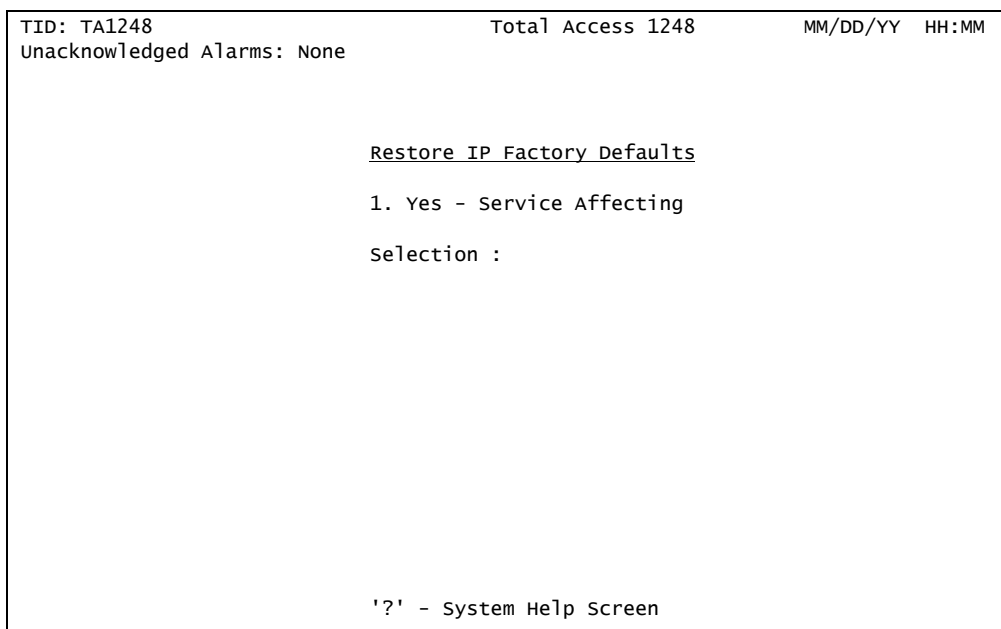 TID: TA1248 Total Access 1248 MM/DD/YY HH:MM
Unacknowledged Alarms: None
Restore IP Factory Defaults
1. Yes - Service Affecting
Selection :
'?' - System Help Screen